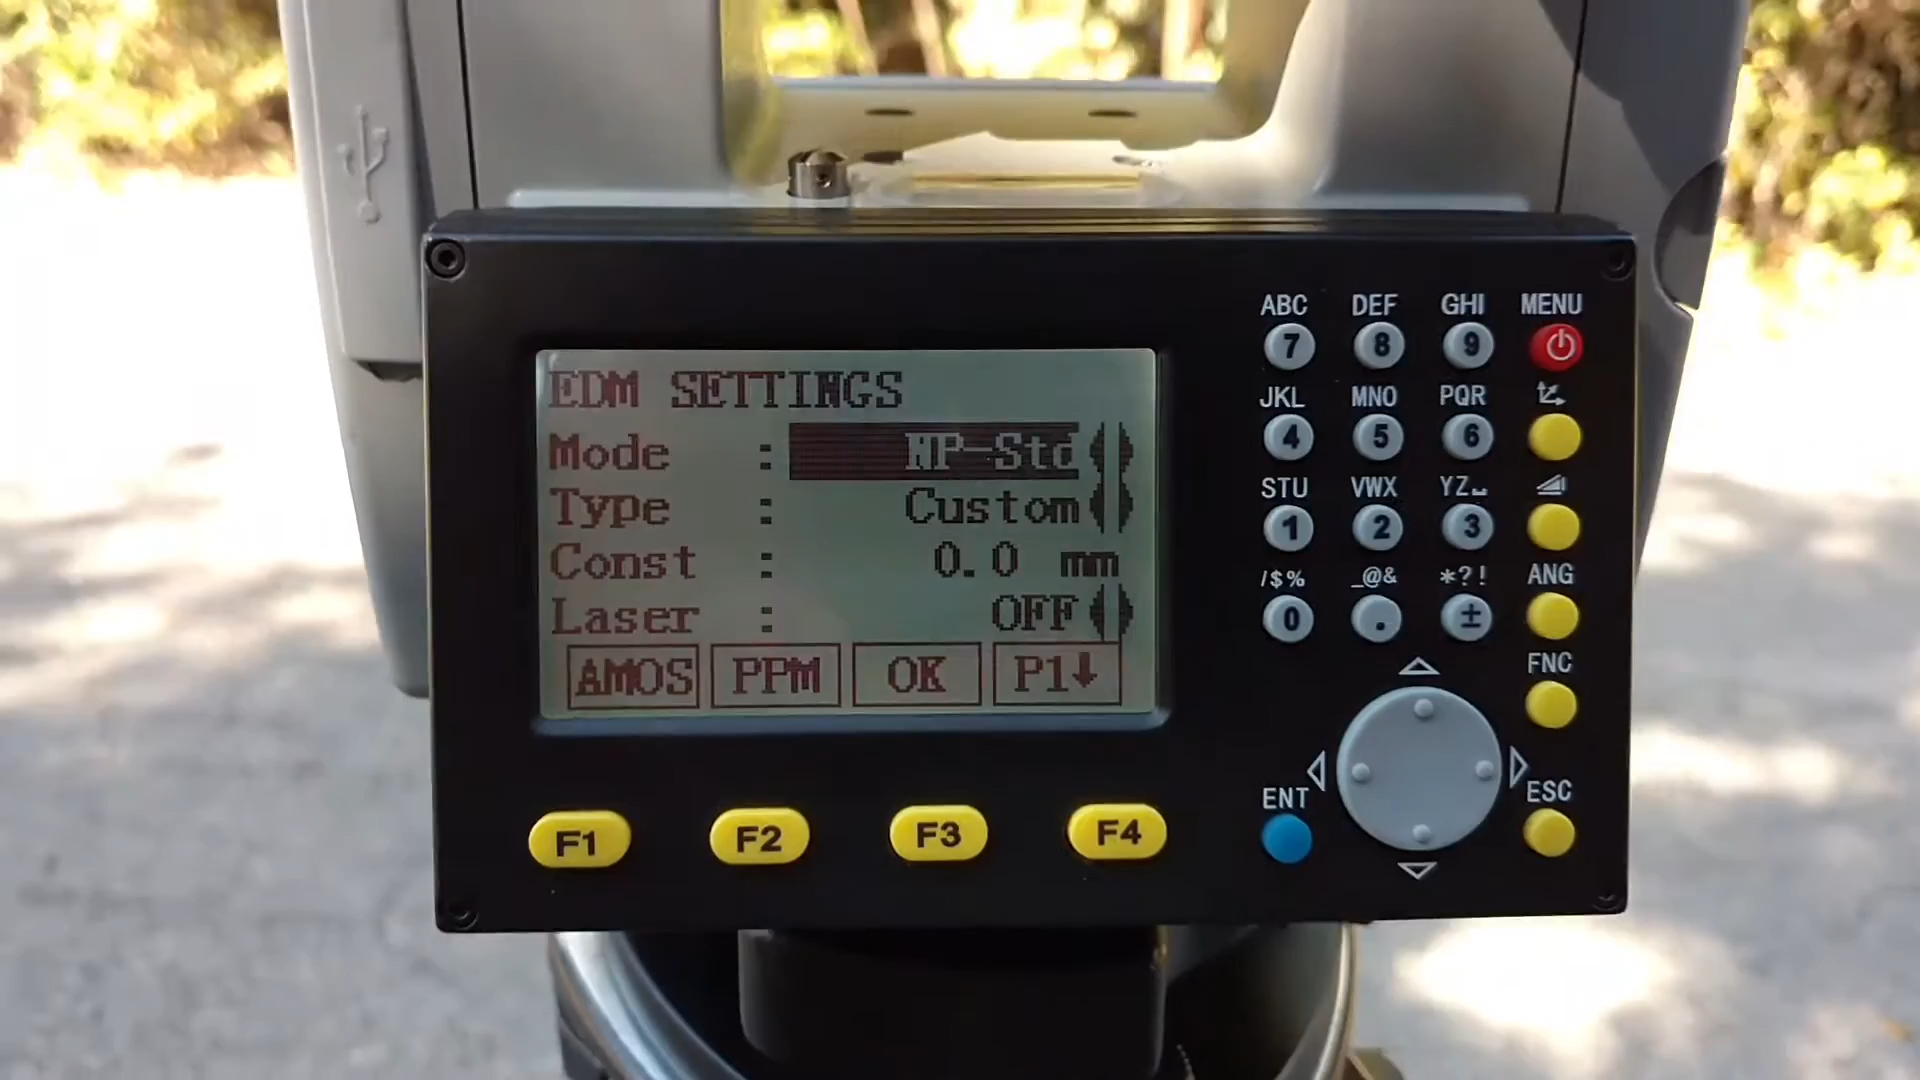 EDM SETTINGS
Mode : NP-Std
Type : Custom
Const : 0.0 mm
Laser : OFF
AMOS PPM OK P1↓
F1 F2 F3 F4
ABC DEF GHI MENU
7 8 9
JKL MNO PQR
4 5 6
STU VWX YZ␣
1 2 3
/$% _@& *?! ANG
0 . ±
FNC
ENT ESC